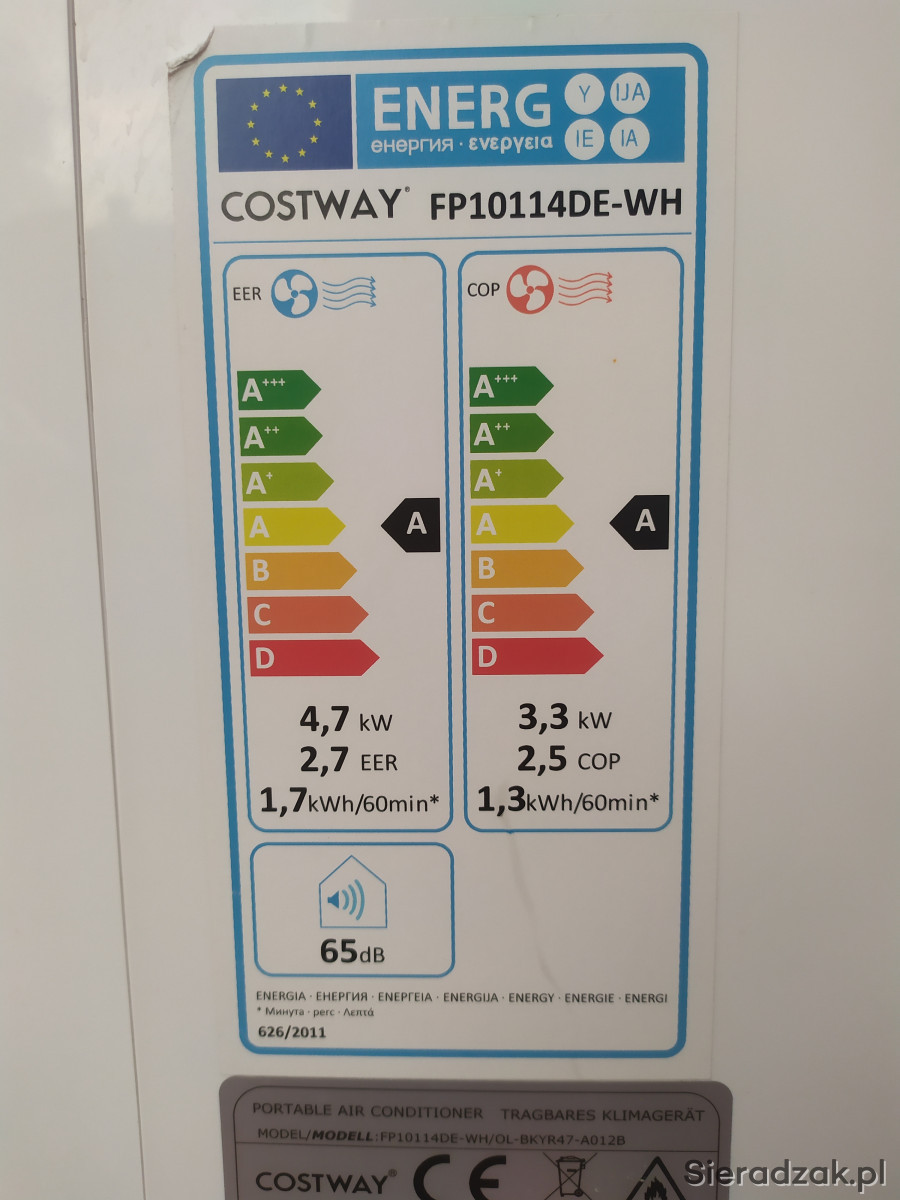 ENERG Y IJA
енергия · ενεργεια IE IA
COSTWAY® FP10114DE-WH
EER
A+++
A++
A+
A
B
C
D
A
4,7 kW
2,7 EER
1,7kWh/60min*
COP
A+++
A++
A+
A
B
C
D
A
3,3 kW
2,5 COP
1,3kWh/60min*
65dB
ENERGIA · ЕНЕРГИЯ · ΕΝΕΡΓΕΙΑ · ENERGIJA · ENERGY · ENERGIE · ENERGI
* Минута · perc · Λεπτά
626/2011
PORTABLE AIR CONDITIONER TRAGBARES KLIMAGERÄT
MODEL/MODELL:FP10114DE-WH/OL-BKYR47-A012B
COSTWAY® CE
Sieradzak.pl